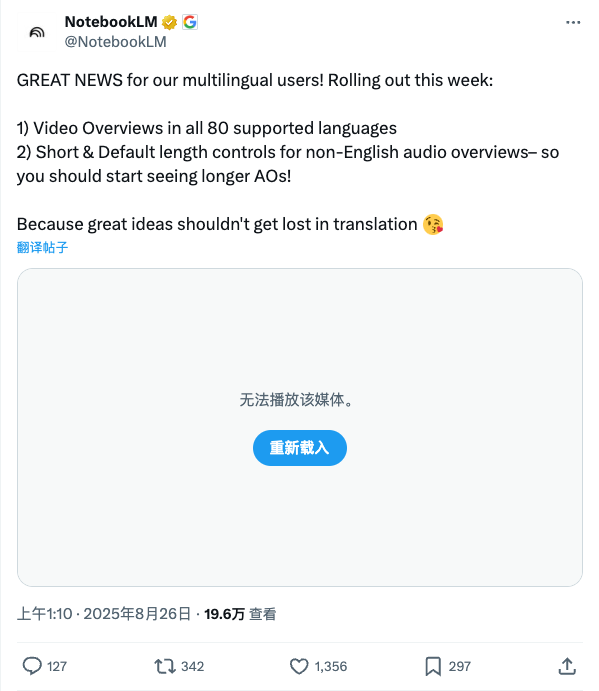 NotebookLM
@NotebookLM
GREAT NEWS for our multilingual users! Rolling out this week:
1) Video Overviews in all 80 supported languages
2) Short & Default length controls for non-English audio overviews– so
you should start seeing longer AOs!
Because great ideas shouldn't get lost in translation 😘
翻译帖子
无法播放该媒体。
重新载入
上午1:10 · 2025年8月26日 · 19.6万 查看
127 342 1,356 297